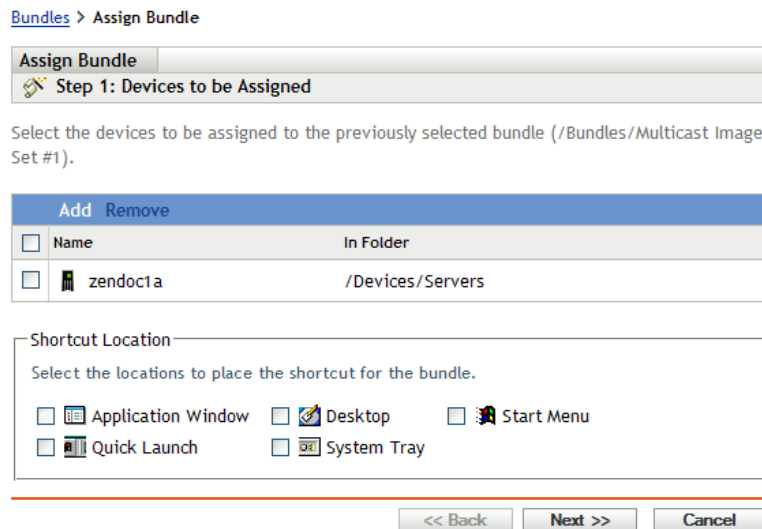 Bundles > Assign Bundle
Assign Bundle
Step 1: Devices to be Assigned
Select the devices to be assigned to the previously selected bundle (/Bundles/Multicast Image
Set #1).
Add Remove
Name In Folder
zendoc1a /Devices/Servers
Shortcut Location
Select the locations to place the shortcut for the bundle.
Application Window Desktop Start Menu
Quick Launch System Tray
<< Back Next >> Cancel